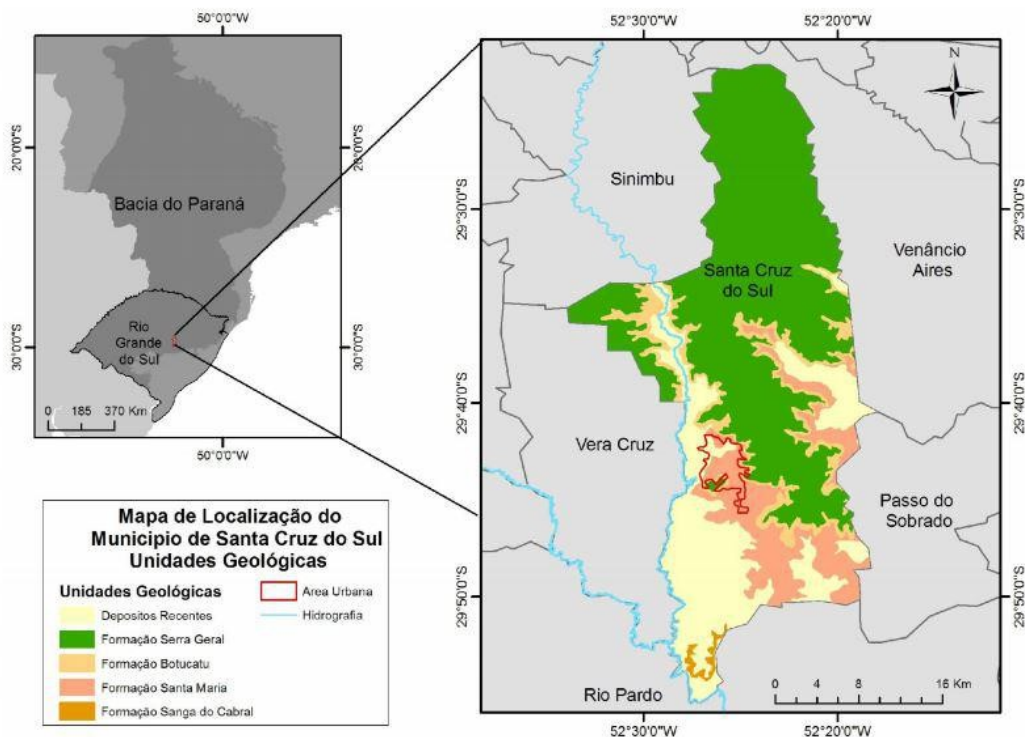 50°0'0"W
20°0'0"S
20°0'0"S
Bacia do Paraná
Rio
Grande
do Sul
30°0'0"S
30°0'0"S
0 185 370 Km
50°0'0"W
52°30'0"W
52°20'0"W
N
Sinimbu
29°30'0"S
29°30'0"S
Venâncio
Aires
Santa Cruz
do Sul
29°40'0"S
29°40'0"S
Vera Cruz
Passo do
Sobrado
29°50'0"S
29°50'0"S
Rio Pardo
0 4 8 12 16 Km
52°30'0"W
52°20'0"W
Mapa de Localização do
Municipio de Santa Cruz do Sul
Unidades Geológicas
Unidades Geológicas
Depositos Recentes
Formação Serra Geral
Formação Botucatu
Formação Santa Maria
Formação Sanga do Cabral
Area Urbana
Hidrografia